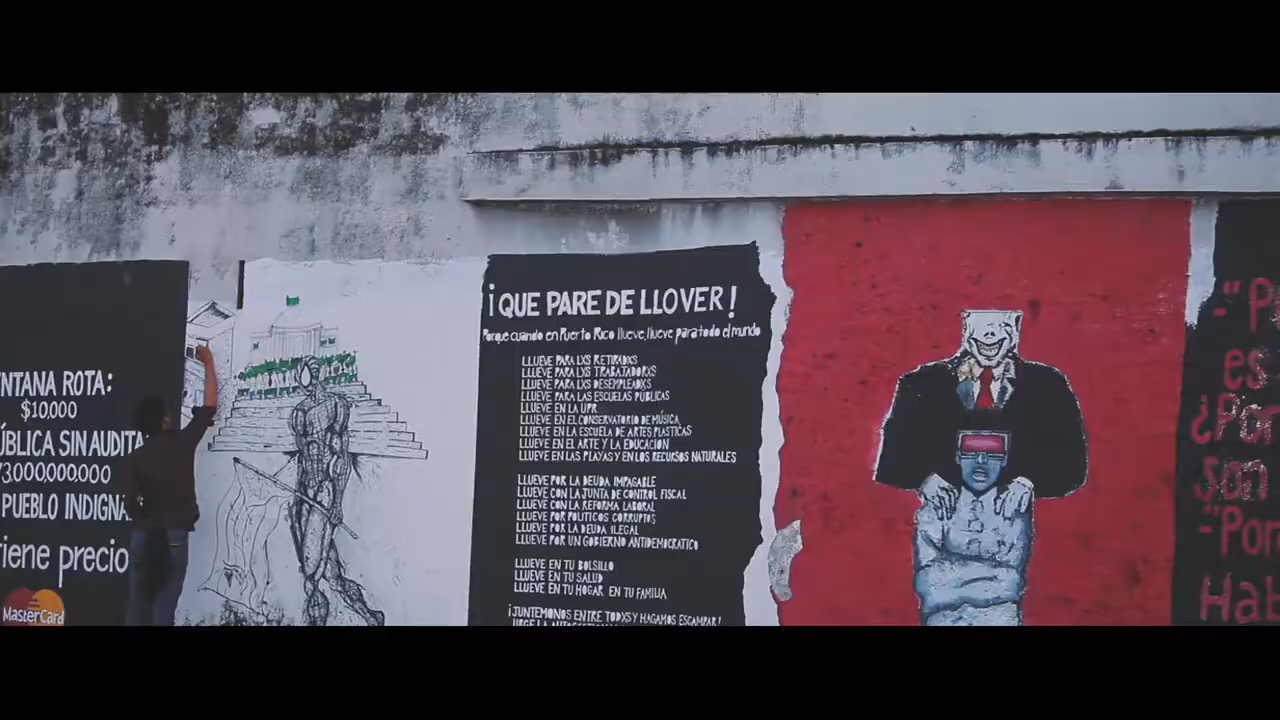 NTANA ROTA:
$10,000
ÚBLICA SIN AUDITA
73,000,000,000
PUEBLO INDIGNA
tiene precio
MasterCard
¡QUE PARE DE LLOVER!
Porque cuando en Puerto Rico llueve, llueve para todo el mundo
LLUEVE PARA LXS RETIRADXS
LLUEVE PARA LXS TRABAJADORXS
LLUEVE PARA LXS DESEMPLEADXS
LLUEVE PARA LAS ESCUELAS PÚBLICAS
LLUEVE EN LA UPR
LLUEVE EN EL CONSERVATORIO DE MÚSICA
LLUEVE EN LA ESCUELA DE ARTES PLASTICAS
LLUEVE EN EL ARTE Y LA EDUCACIÓN
LLUEVE EN LAS PLAYAS Y EN LOS RECURSOS NATURALES
LLUEVE POR LA DEUDA IMPAGABLE
LLUEVE CON LA JUNTA DE CONTROL FISCAL
LLUEVE CON LA REFORMA LABORAL
LLUEVE POR POLITICOS CORRUPTOS
LLUEVE POR LA DEUDA ILEGAL
LLUEVE POR UN GOBIERNO ANTIDEMOCRATICO
LLUEVE EN TU BOLSILLO
LLUEVE EN TU SALUD
LLUEVE EN TU HOGAR EN TU FAMILIA
¡JUNTEMONOS ENTRE TODXS Y HAGAMOS ESCAMPAR!
-"P
es
¿Por
son
-"Por
Hab